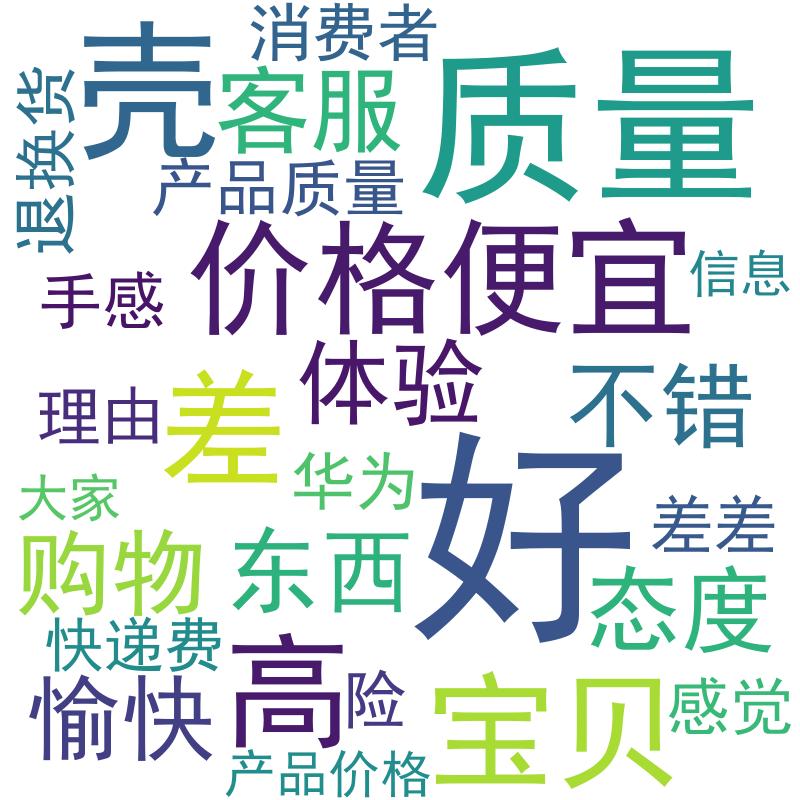 消费者
壳
质量
客服
退换货
产品质量
价格便宜
信息
手感
体验
不错
理由
差
好
华为
大家
差差
购物
东西
态度
快递费
高
愉快
险
宝贝
感觉
产品价格